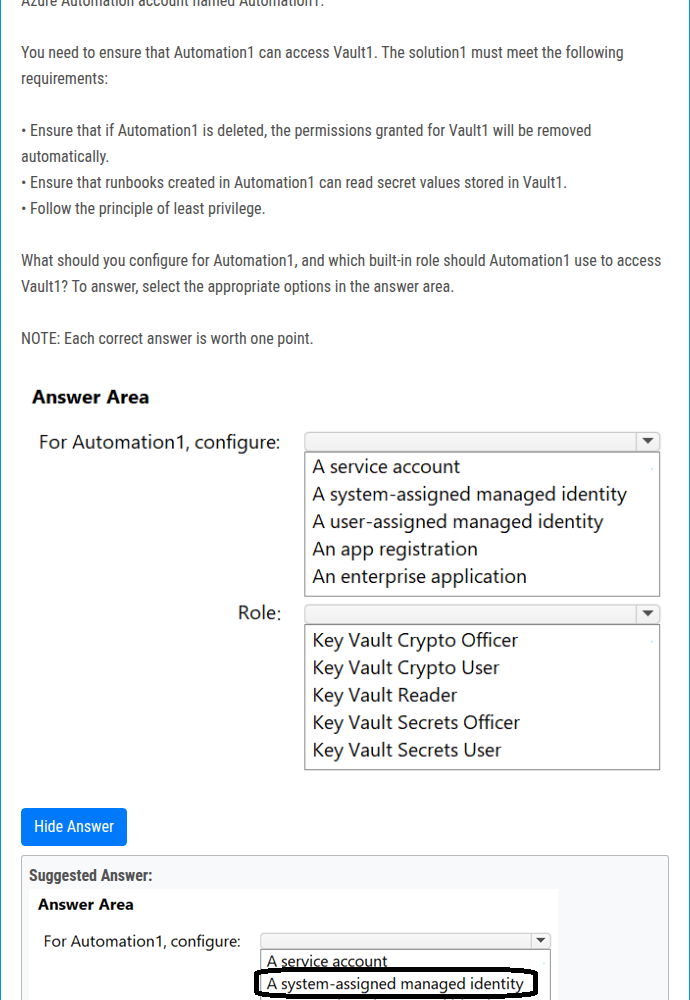 Azure Automation account named Automation1.
You need to ensure that Automation1 can access Vault1. The solution1 must meet the following
requirements:
• Ensure that if Automation1 is deleted, the permissions granted for Vault1 will be removed
automatically.
• Ensure that runbooks created in Automation1 can read secret values stored in Vault1.
• Follow the principle of least privilege.
What should you configure for Automation1, and which built-in role should Automation1 use to access
Vault1? To answer, select the appropriate options in the answer area.
NOTE: Each correct answer is worth one point.
Answer Area
For Automation1, configure:
A service account
A system-assigned managed identity
A user-assigned managed identity
An app registration
An enterprise application
Role:
Key Vault Crypto Officer
Key Vault Crypto User
Key Vault Reader
Key Vault Secrets Officer
Key Vault Secrets User
Hide Answer
Suggested Answer:
Answer Area
For Automation1, configure:
A service account
A system-assigned managed identity